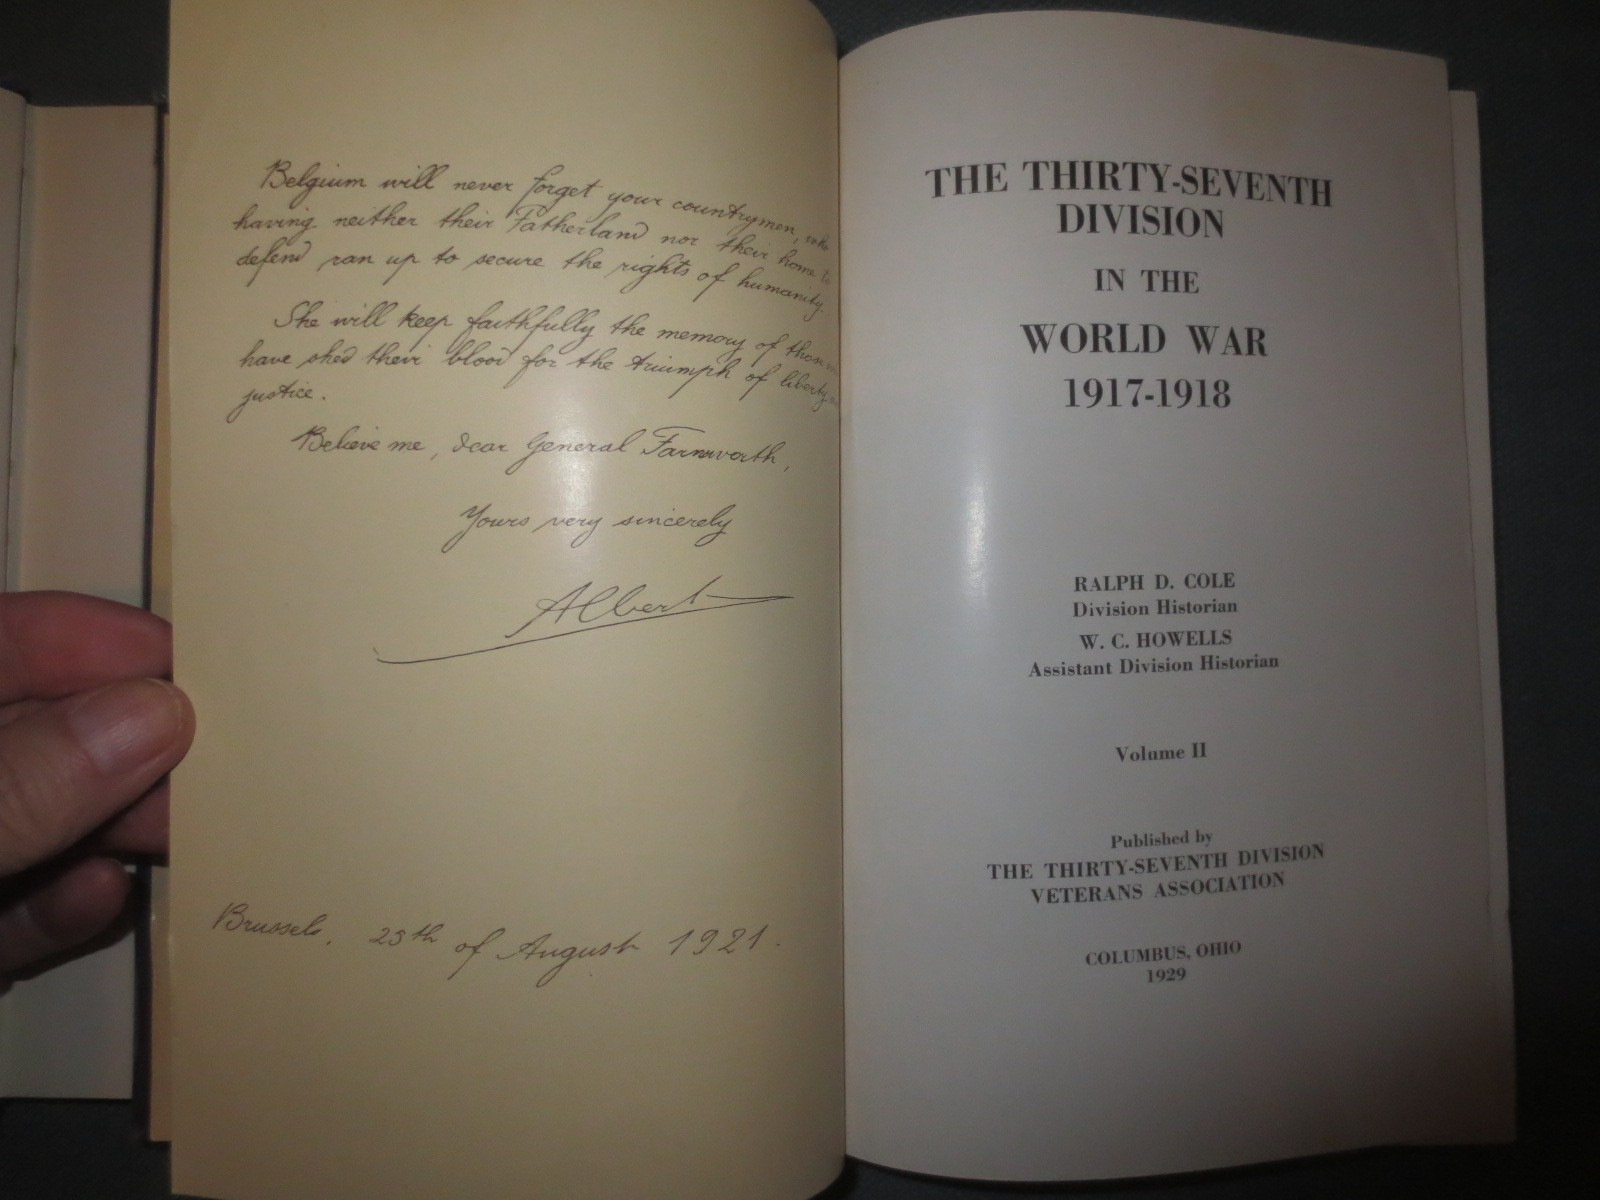 Belgium will never forget your countrymen, who
having neither their Fatherland nor their home to
defend ran up to secure the rights of humanity.
She will keep faithfully the memory of those
have shed their blood for the triumph of liberty
justice.
Believe me, dear General Farnsworth,
Yours very sincerely
Albert
Brussels, 25th of August 1921.
THE THIRTY-SEVENTH
DIVISION
IN THE
WORLD WAR
1917-1918
RALPH D. COLE
Division Historian
W. C. HOWELLS
Assistant Division Historian
Volume II
Published by
THE THIRTY-SEVENTH DIVISION
VETERANS ASSOCIATION
COLUMBUS, OHIO
1929